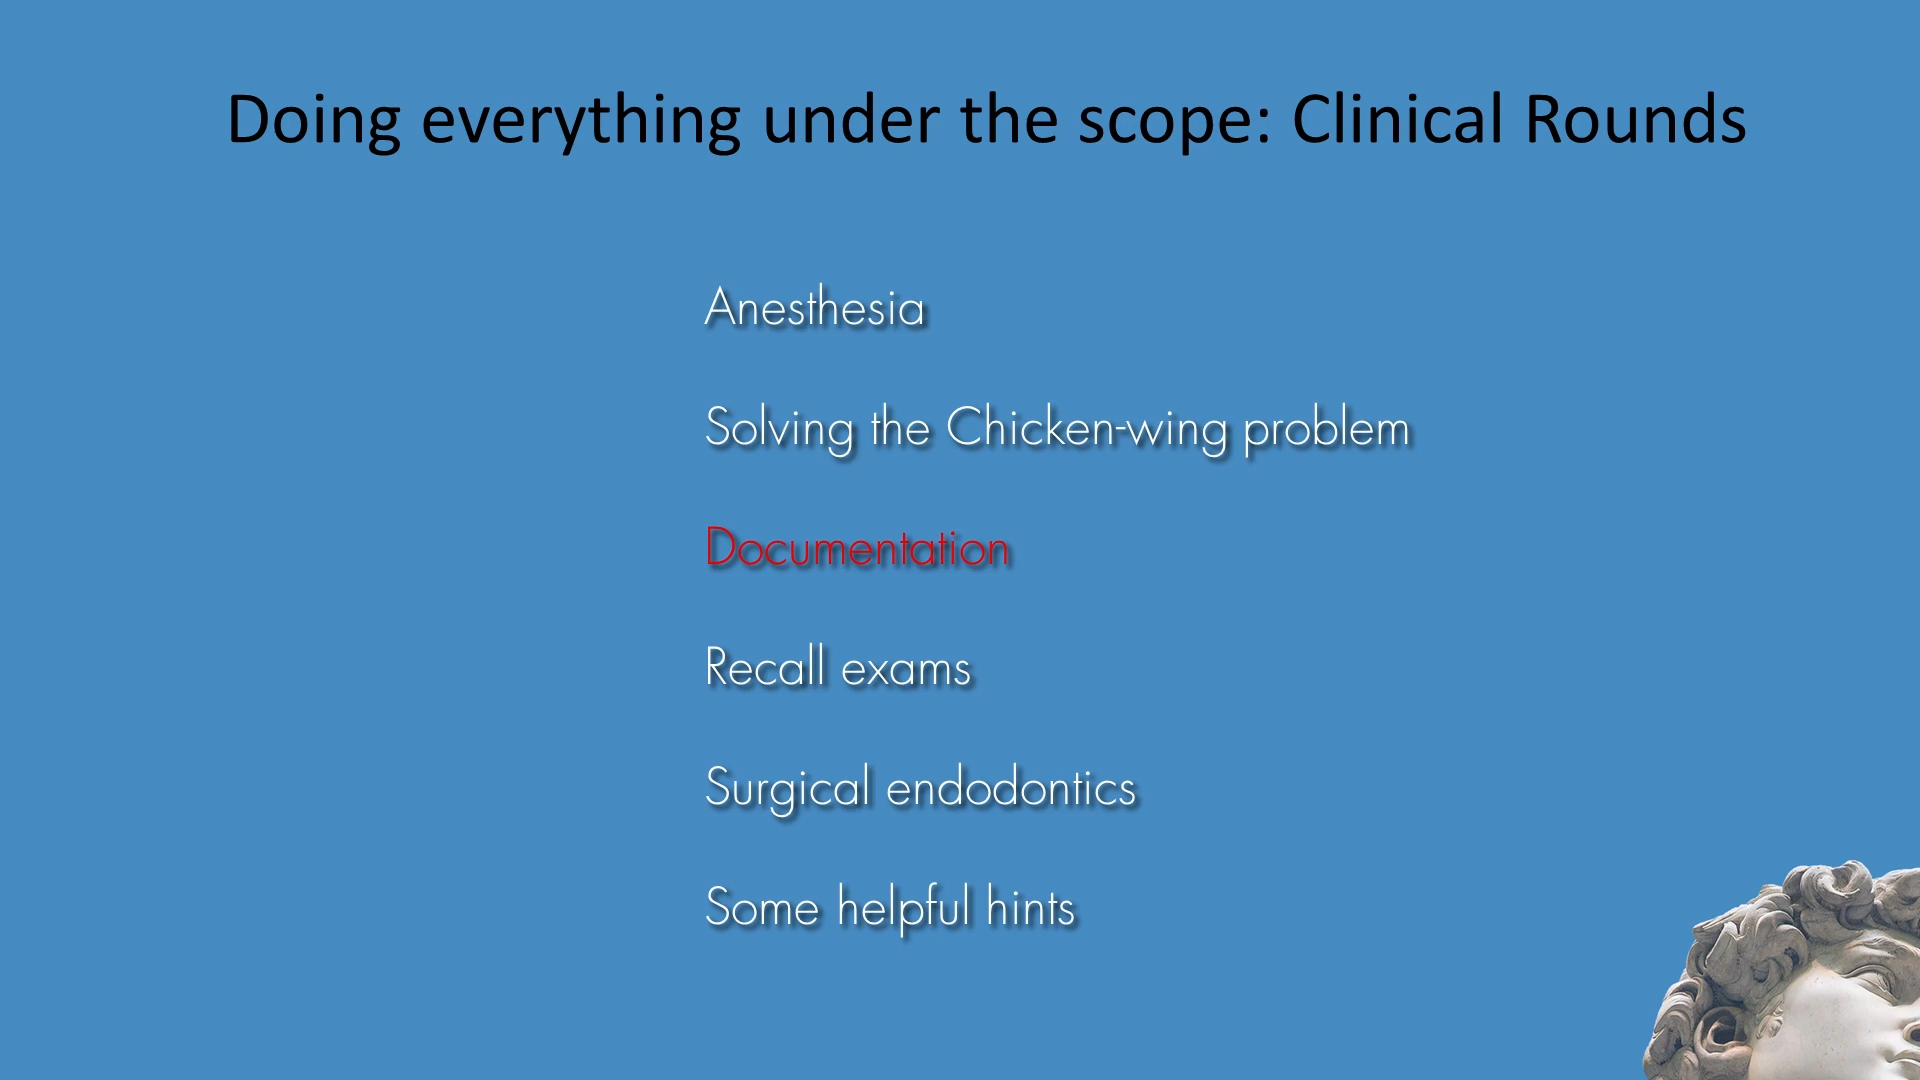 Doing everything under the scope: Clinical Rounds
Anesthesia
Solving the Chicken-wing problem
Documentation
Recall exams
Surgical endodontics
Some helpful hints